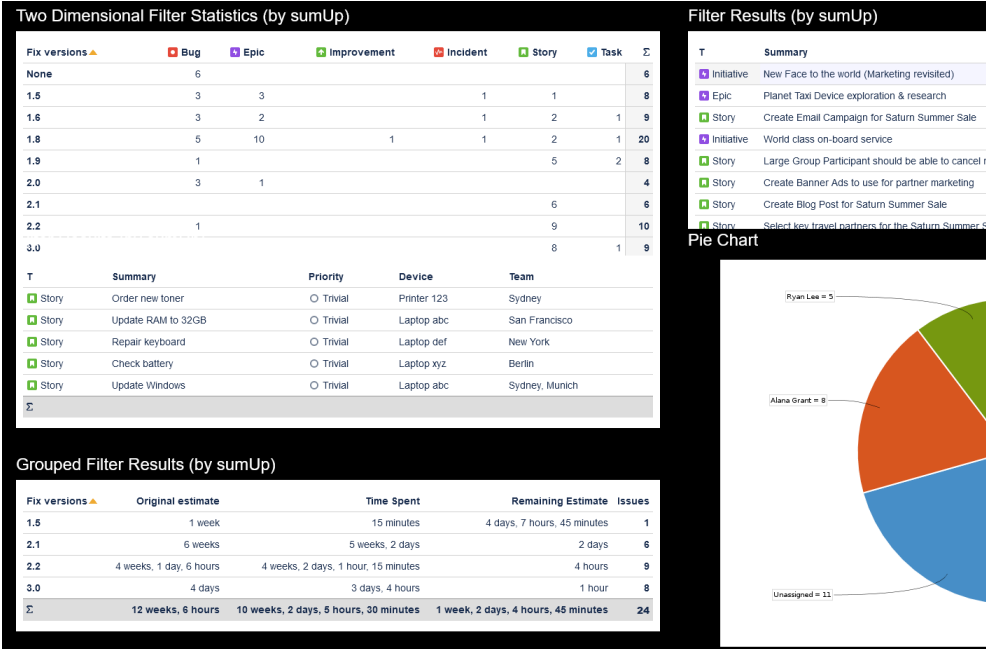 Two Dimensional Filter Statistics (by sumUp)
Fix versions Bug Epic Improvement Incident Story Task Σ
None 6 6
1.5 3 3 1 1 8
1.6 3 2 1 2 1 9
1.8 5 10 1 1 2 1 20
1.9 1 5 2 8
2.0 3 1 4
2.1 6 6
2.2 1 9 10
3.0 8 1 9
T Summary Priority Device Team
Story Order new toner Trivial Printer 123 Sydney
Story Update RAM to 32GB Trivial Laptop abc San Francisco
Story Repair keyboard Trivial Laptop def New York
Story Check battery Trivial Laptop xyz Berlin
Story Update Windows Trivial Laptop abc Sydney, Munich
Σ
Grouped Filter Results (by sumUp)
Fix versions Original estimate Time Spent Remaining Estimate Issues
1.5 1 week 15 minutes 4 days, 7 hours, 45 minutes 1
2.1 6 weeks 5 weeks, 2 days 2 days 6
2.2 4 weeks, 1 day, 6 hours 4 weeks, 2 days, 1 hour, 15 minutes 4 hours 9
3.0 4 days 3 days, 4 hours 1 hour 8
Σ 12 weeks, 6 hours 10 weeks, 2 days, 5 hours, 30 minutes 1 week, 2 days, 4 hours, 45 minutes 24
Filter Results (by sumUp)
T Summary
Initiative New Face to the world (Marketing revisited)
Epic Planet Taxi Device exploration & research
Story Create Email Campaign for Saturn Summer Sale
Initiative World class on-board service
Story Large Group Participant should be able to cancel
Story Create Banner Ads to use for partner marketing
Story Create Blog Post for Saturn Summer Sale
Story Select key travel partners for the Saturn Summer S
Pie Chart
Ryan Lee = 5
Alana Grant = 8
Unassigned = 11